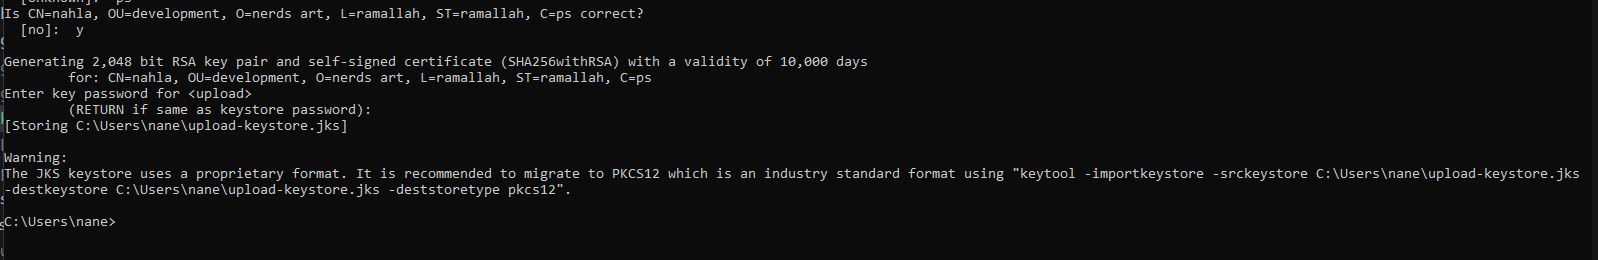 [Unknown]:  ps
Is CN=nahla, OU=development, O=nerds art, L=ramallah, ST=ramallah, C=ps correct?
  [no]:  y

Generating 2,048 bit RSA key pair and self-signed certificate (SHA256withRSA) with a validity of 10,000 days
        for: CN=nahla, OU=development, O=nerds art, L=ramallah, ST=ramallah, C=ps
Enter key password for <upload>
        (RETURN if same as keystore password):
[Storing C:\Users\nane\upload-keystore.jks]

Warning:
The JKS keystore uses a proprietary format. It is recommended to migrate to PKCS12 which is an industry standard format using "keytool -importkeystore -srckeystore C:\Users\nane\upload-keystore.jks
-destkeystore C:\Users\nane\upload-keystore.jks -deststoretype pkcs12".

C:\Users\nane>